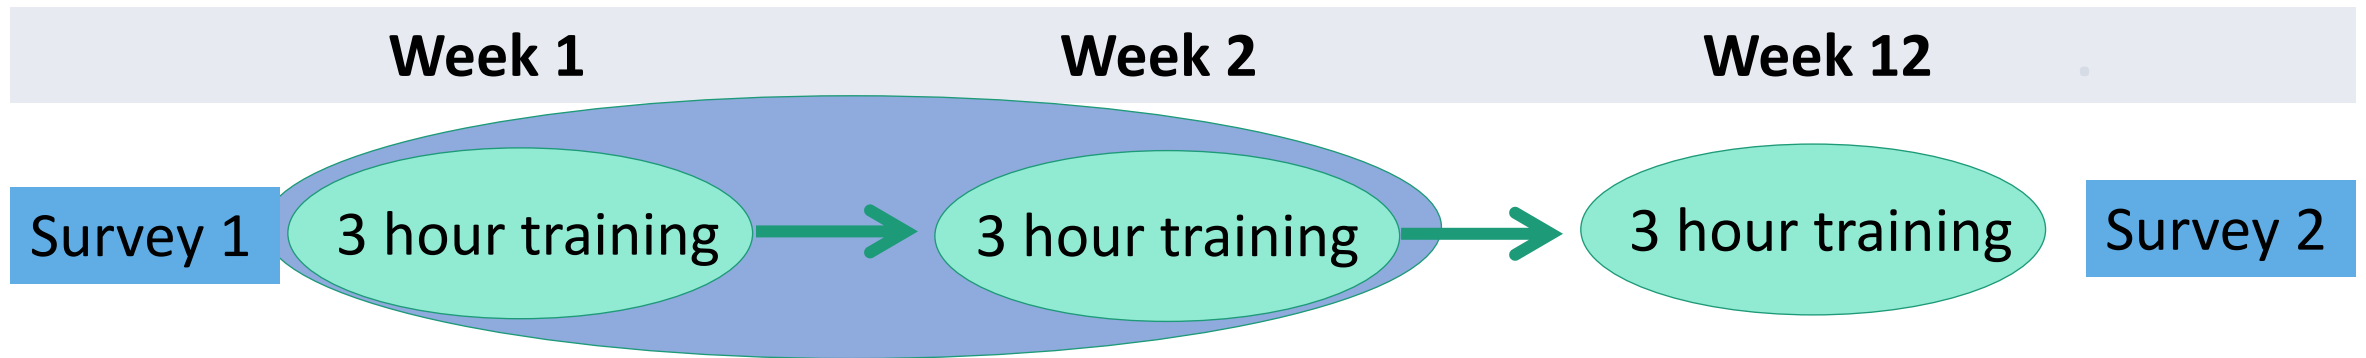 Week 1 Week 2 Week 12
Survey 1 3 hour training 3 hour training 3 hour training Survey 2